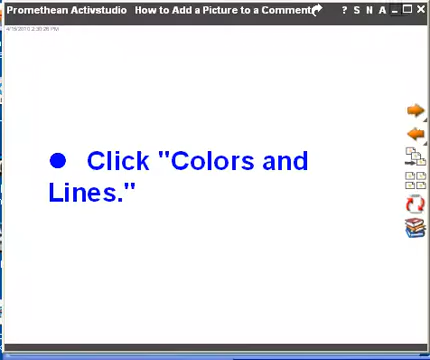 Promethean Activstudio How to Add a Picture to a Comment ? S N A
● Click "Colors and
Lines."